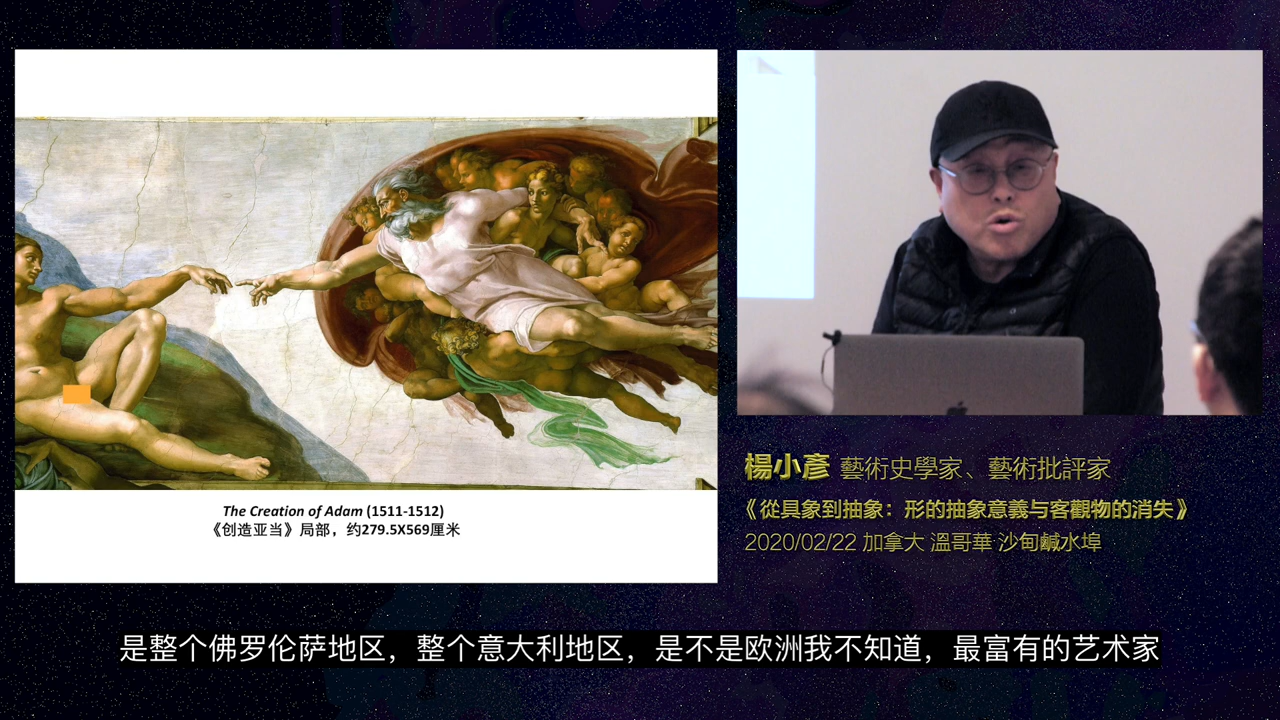 The Creation of Adam (1511-1512)
《创造亚当》局部，约279.5X569厘米
楊小彥 藝術史學家、藝術批評家
《從具象到抽象：形的抽象意義与客觀物的消失》
2020/02/22 加拿大 溫哥華 沙甸鹹水埠
是整个佛罗伦萨地区，整个意大利地区，是不是欧洲我不知道，最富有的艺术家